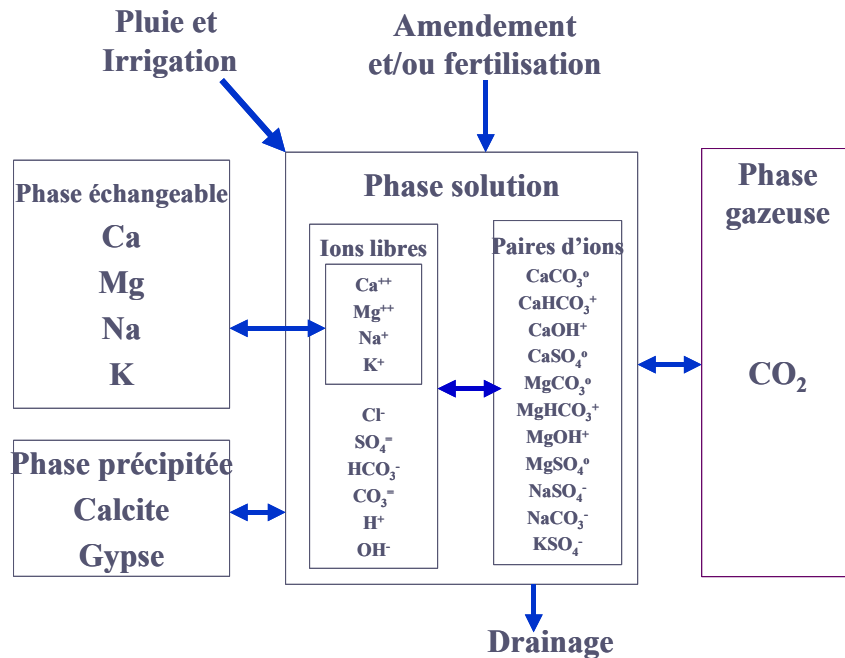 Pluie et
Irrigation
Amendement
et/ou fertilisation
Phase échangeable
Ca
Mg
Na
K
Phase précipitée
Calcite
Gypse
Phase solution
Ions libres
Ca⁺⁺
Mg⁺⁺
Na⁺
K⁺
Cl⁻
SO₄⁼
HCO₃⁻
CO₃⁼
H⁺
OH⁻
Paires d’ions
CaCO₃º
CaHCO₃⁺
CaOH⁺
CaSO₄º
MgCO₃º
MgHCO₃⁺
MgOH⁺
MgSO₄º
NaSO₄⁻
NaCO₃⁻
KSO₄⁻
Phase
gazeuse
CO₂
Drainage